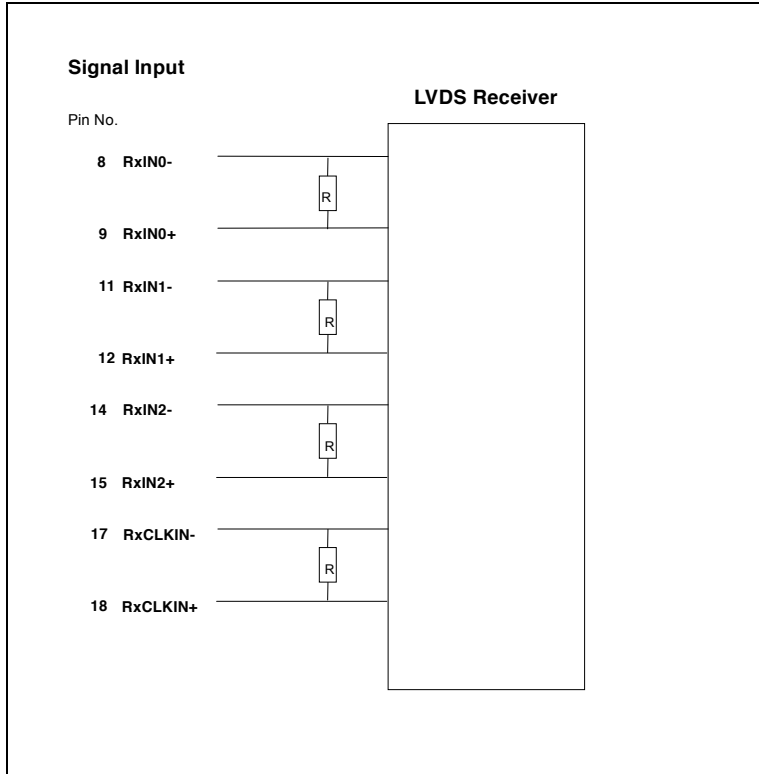 Signal Input
LVDS Receiver
Pin No.
8 RxIN0-
R
9 RxIN0+
11 RxIN1-
R
12 RxIN1+
14 RxIN2-
R
15 RxIN2+
17 RxCLKIN-
R
18 RxCLKIN+